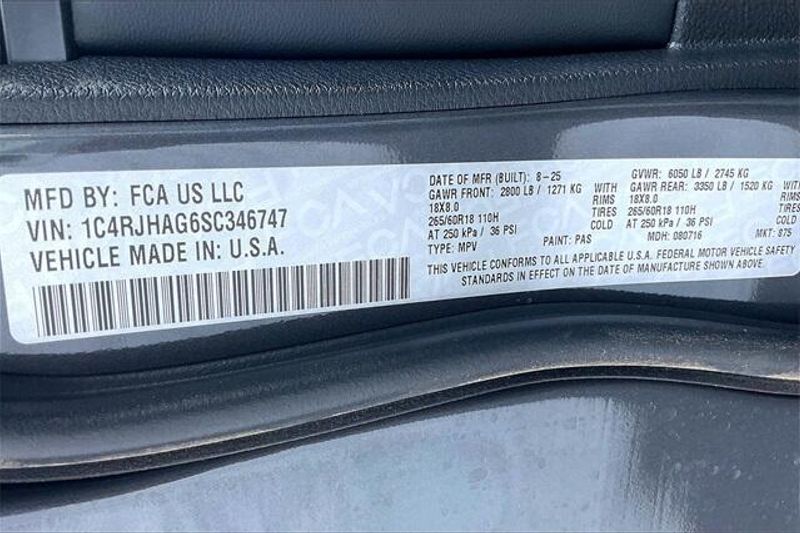 MFD BY: FCA US LLC
VIN: 1C4RJHAG6SC346747
VEHICLE MADE IN U.S.A.
DATE OF MFR (BUILT): 8-25 GVWR: 6050 LB / 2745 KG
GAWR FRONT: 2800 LB / 1271 KG WITH GAWR REAR: 3350 LB / 1520 KG WITH
18X8.0 RIMS 18X8.0 RIMS
265/60R18 110H TIRES 265/60R18 110H TIRES
AT 250 kPa / 36 PSI AT 250 kPa / 36 PSI
TYPE: MPV PAINT: PAS MDH: 080716 MKT: 875
THIS VEHICLE CONFORMS TO ALL APPLICABLE U.S.A. FEDERAL MOTOR VEHICLE SAFETY
STANDARDS IN EFFECT ON THE DATE OF MANUFACTURE SHOWN ABOVE.